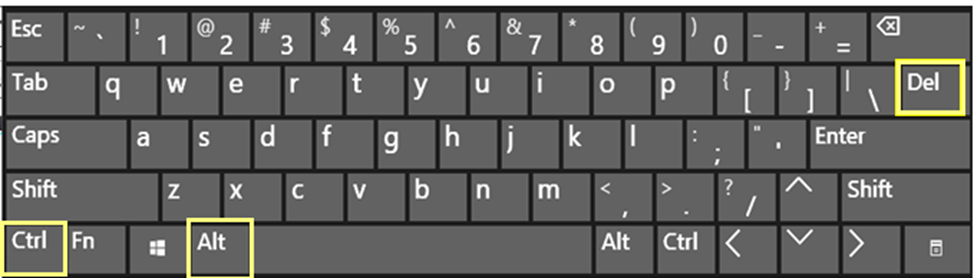 Esc ~ ` ! 1 @ 2 # 3 $ 4 % 5 ^ 6 & 7 * 8 ( 9 ) 0 _ - + =
Tab q w e r t y u i o p { [ } ] | \ Del
Caps a s d f g h j k l : ; " ' Enter
Shift z x c v b n m < , > . ? / Shift
Ctrl Fn Alt Alt Ctrl